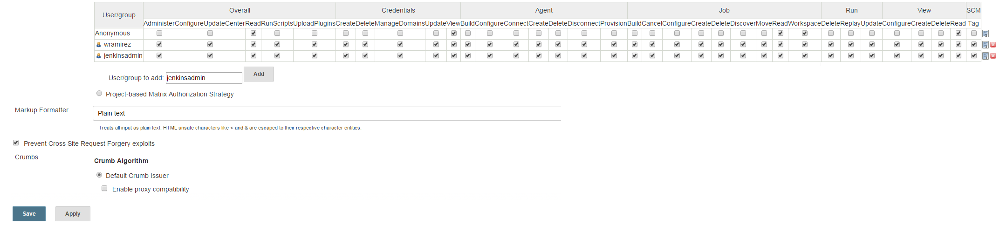 User/group Overall Credentials Agent Job Run View SCM
Administer ConfigureUpdateCenter Read RunScripts UploadPlugins Create Delete ManageDomains Update View Build Configure Connect Create Delete Disconnect Provision Build Cancel Configure Create Delete Discover Move Read Workspace Delete Replay Update Configure Create Delete Read Tag
Anonymous
wramirez
jenkinsadmin
User/group to add: jenkinsadmin Add
Project-based Matrix Authorization Strategy
Markup Formatter
Plain text
Treats all input as plain text. HTML unsafe characters like < and & are escaped to their respective character entities.
Prevent Cross Site Request Forgery exploits
Crumbs
Crumb Algorithm
Default Crumb Issuer
Enable proxy compatibility
Save Apply